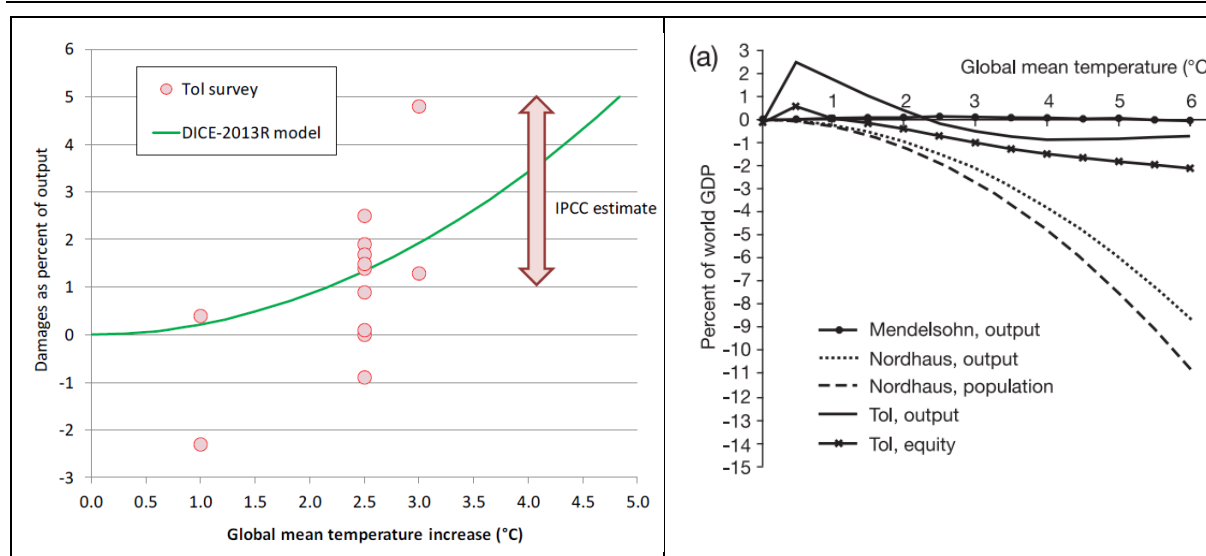 6
5
4
3
2
1
0
-1
-2
-3
Damages as percent of output
Tol survey
DICE-2013R model
IPCC estimate
0.0 0.5 1.0 1.5 2.0 2.5 3.0 3.5 4.0 4.5 5.0
Global mean temperature increase (°C)
(a)
3
2
1
0
-1
-2
-3
-4
-5
-6
-7
-8
-9
-10
-11
-12
-13
-14
-15
Percent of world GDP
Global mean temperature (°C
1 2 3 4 5 6
Mendelsohn, output
Nordhaus, output
Nordhaus, population
Tol, output
Tol, equity